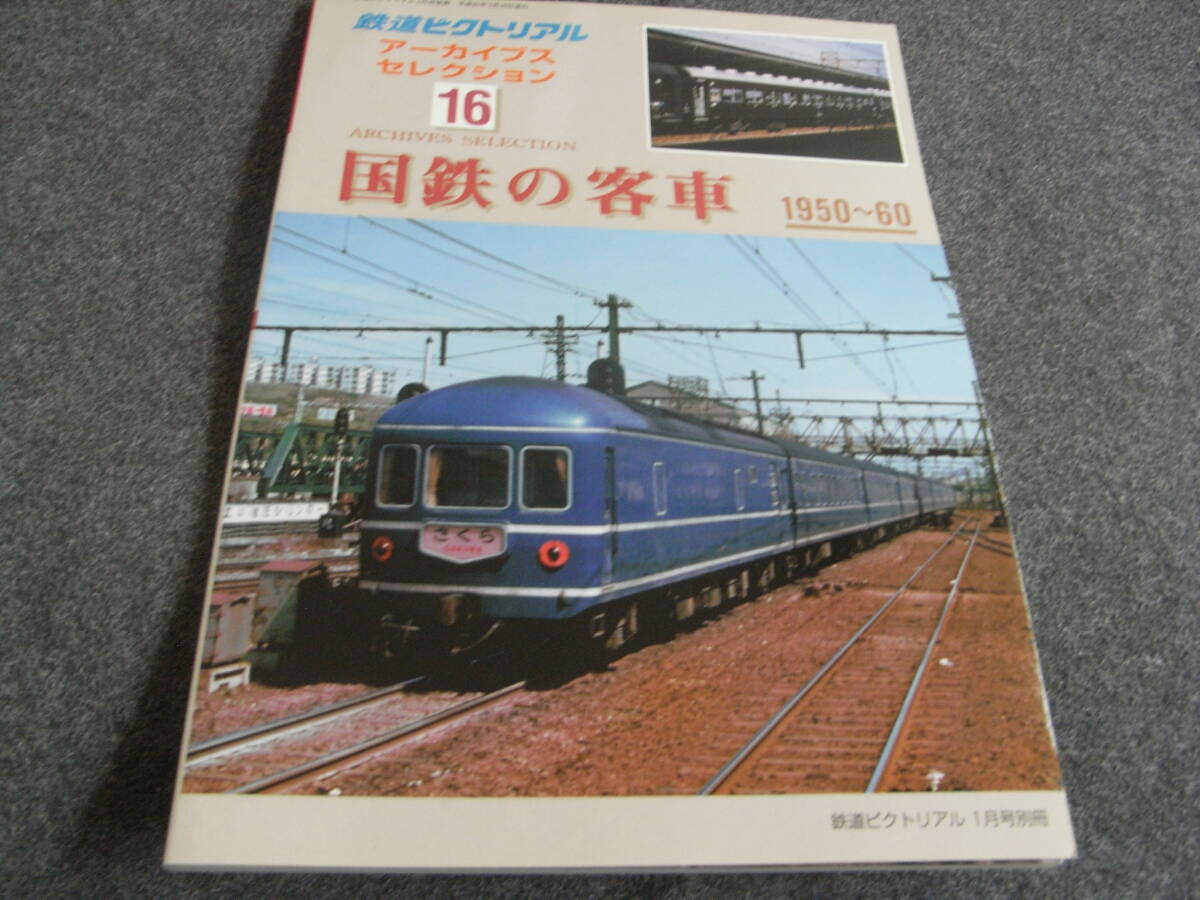 鉄道ピクトリアル
アーカイブス
セレクション
16
ARCHIVES SELECTION
国鉄の客車
1950~60
さくら
SAKURA
鉄道ピクトリアル 1月号別冊